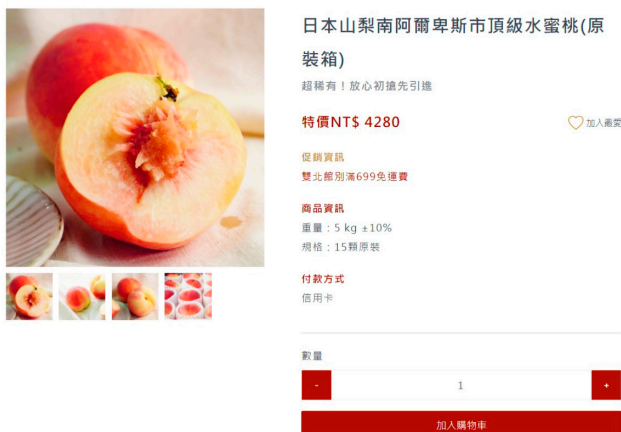 日本山梨南阿爾卑斯市頂級水蜜桃(原
裝箱)
超稀有！放心初搶先引進
特價NT$ 4280
加入最愛
促銷資訊
雙北館別滿699免運費
商品資訊
重量：5 kg ±10%
規格：15顆原裝
付款方式
信用卡
數量
-
1
+
加入購物車